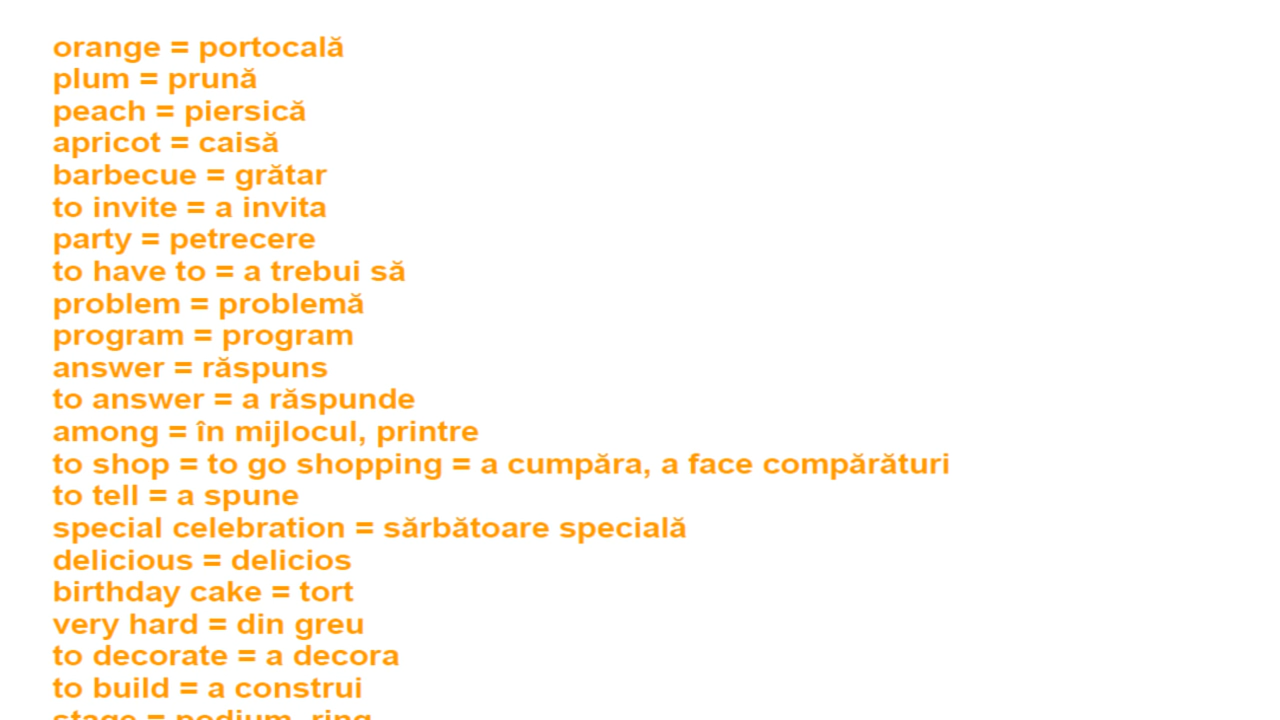 orange = portocală
plum = prună
peach = piersică
apricot = caisă
barbecue = grătar
to invite = a invita
party = petrecere
to have to = a trebui să
problem = problemă
program = program
answer = răspuns
to answer = a răspunde
among = în mijlocul, printre
to shop = to go shopping = a cumpăra, a face compărături
to tell = a spune
special celebration = sărbătoare specială
delicious = delicios
birthday cake = tort
very hard = din greu
to decorate = a decora
to build = a construi
stage = podium, ring